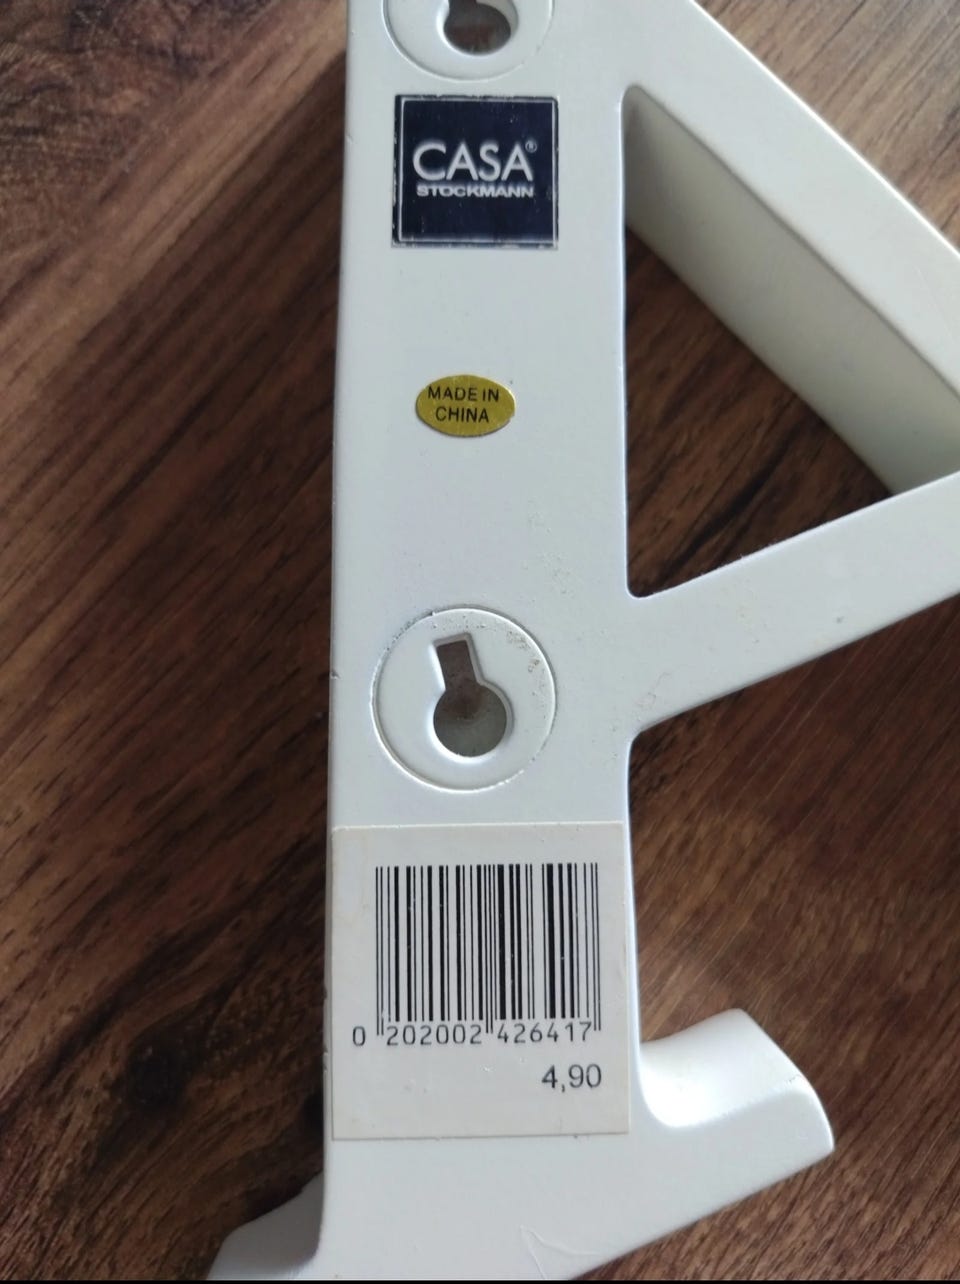 CASA®
STOCKMANN
MADE IN
CHINA
0 202002 426417
4,90